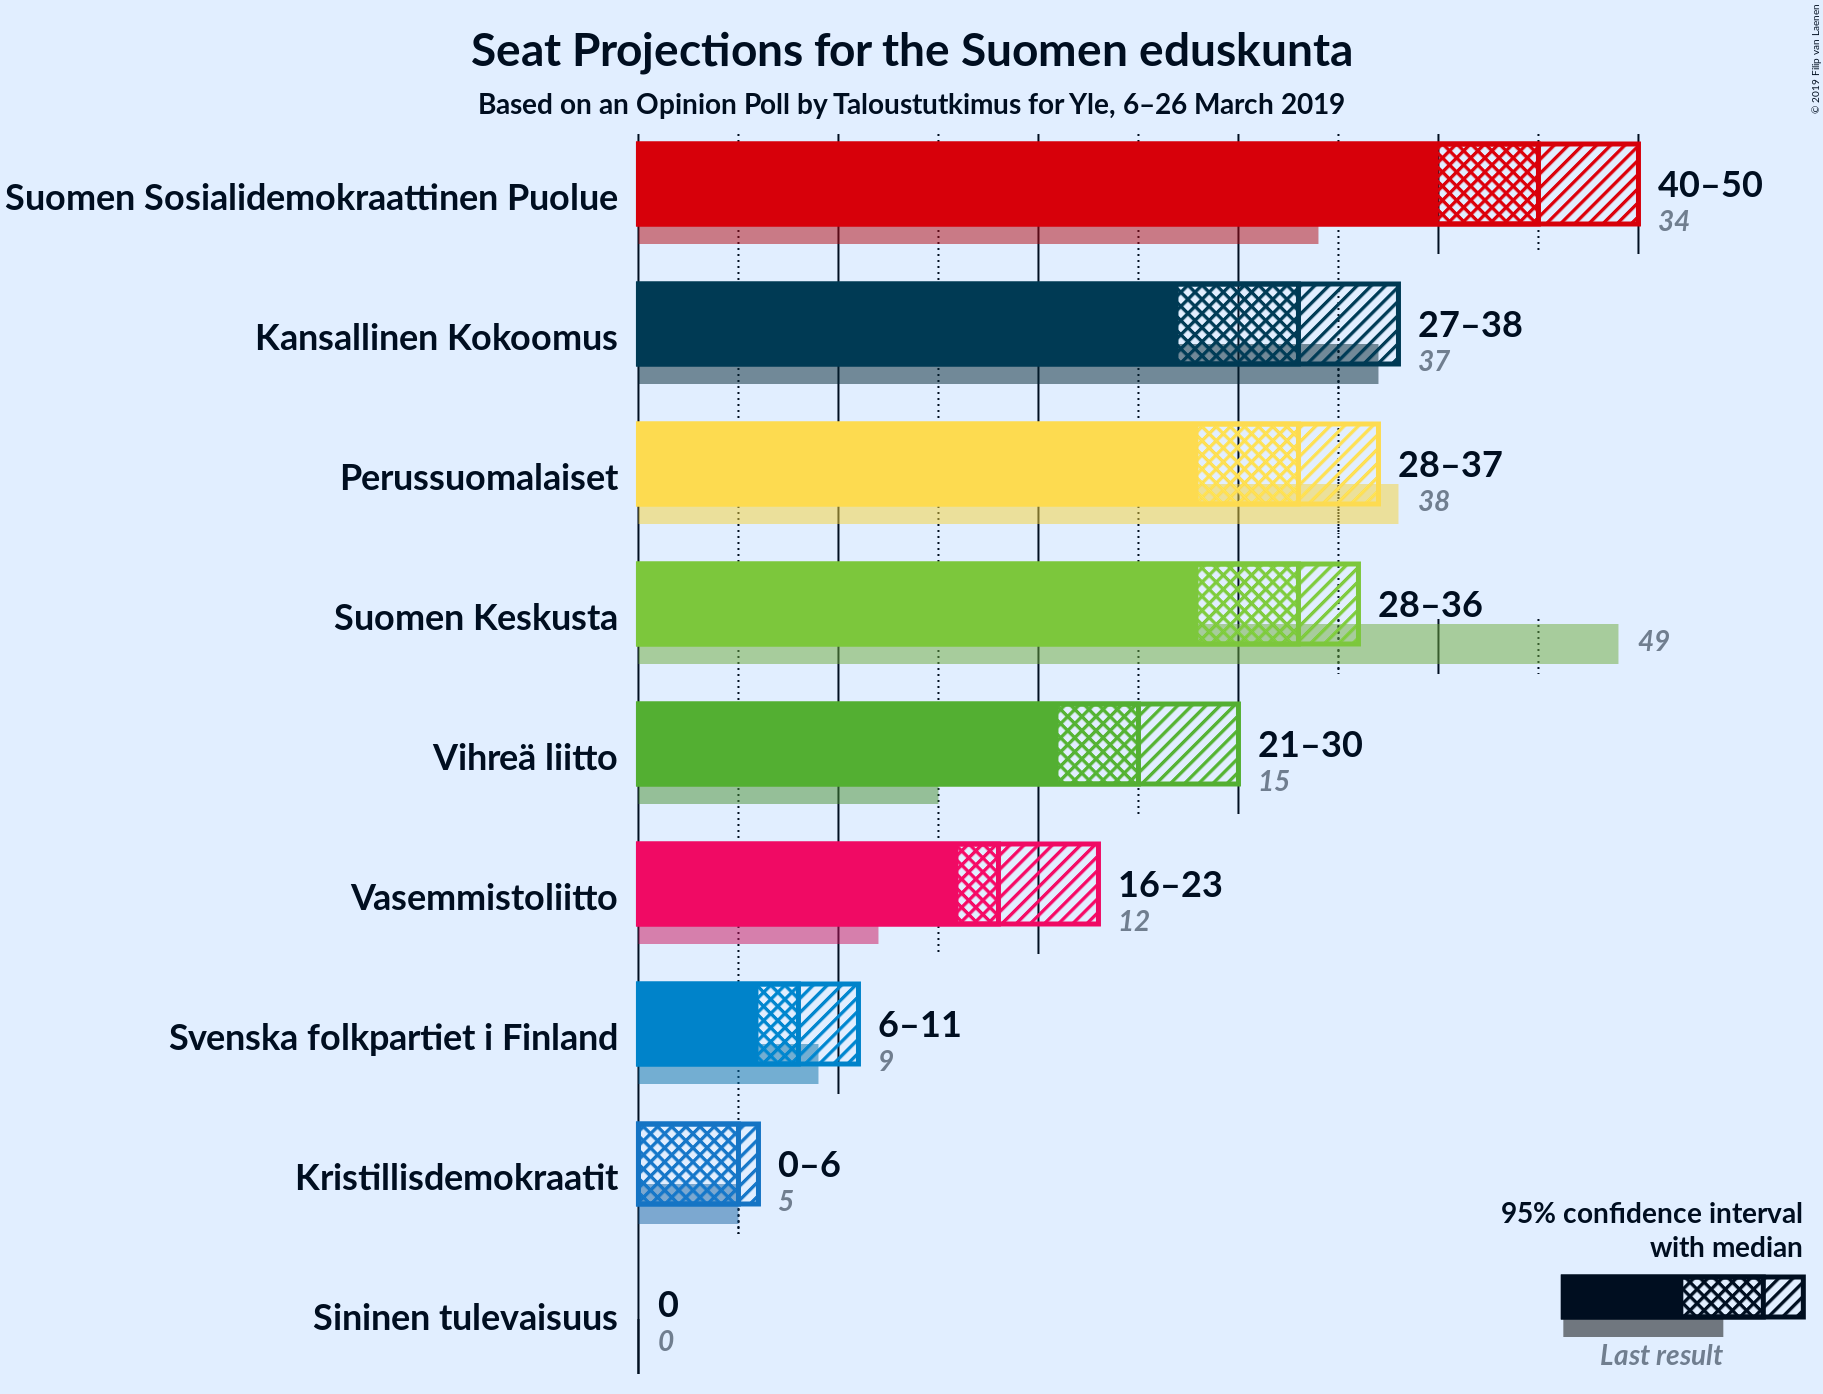 Seat Projections for the Suomen eduskunta
Based on an Opinion Poll by Taloustutkimus for Yle, 6–26 March 2019
© 2019 Filip van Laenen
Suomen Sosialidemokraattinen Puolue
40–50
34
Kansallinen Kokoomus
27–38
37
Perussuomalaiset
28–37
38
Suomen Keskusta
28–36
49
Vihreä liitto
21–30
15
Vasemmistoliitto
16–23
12
Svenska folkpartiet i Finland
6–11
9
Kristillisdemokraatit
0–6
5
Sininen tulevaisuus
0
0
95% confidence interval
with median
Last result